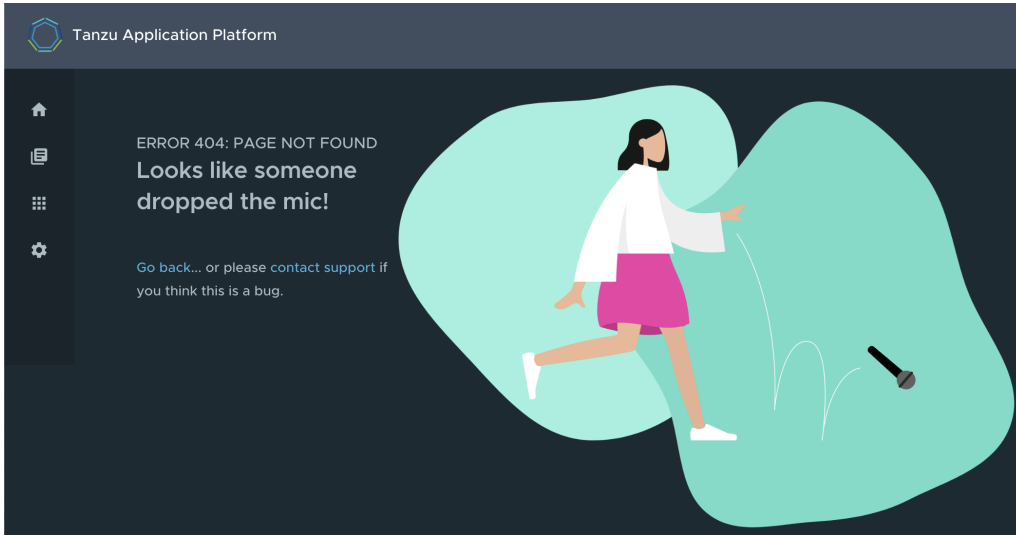 Tanzu Application Platform
ERROR 404: PAGE NOT FOUND
Looks like someone
dropped the mic!
Go back... or please contact support if
you think this is a bug.